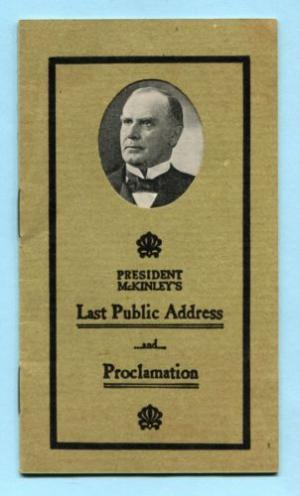 PRESIDENT
McKINLEY'S
Last Public Address
...and...
Proclamation